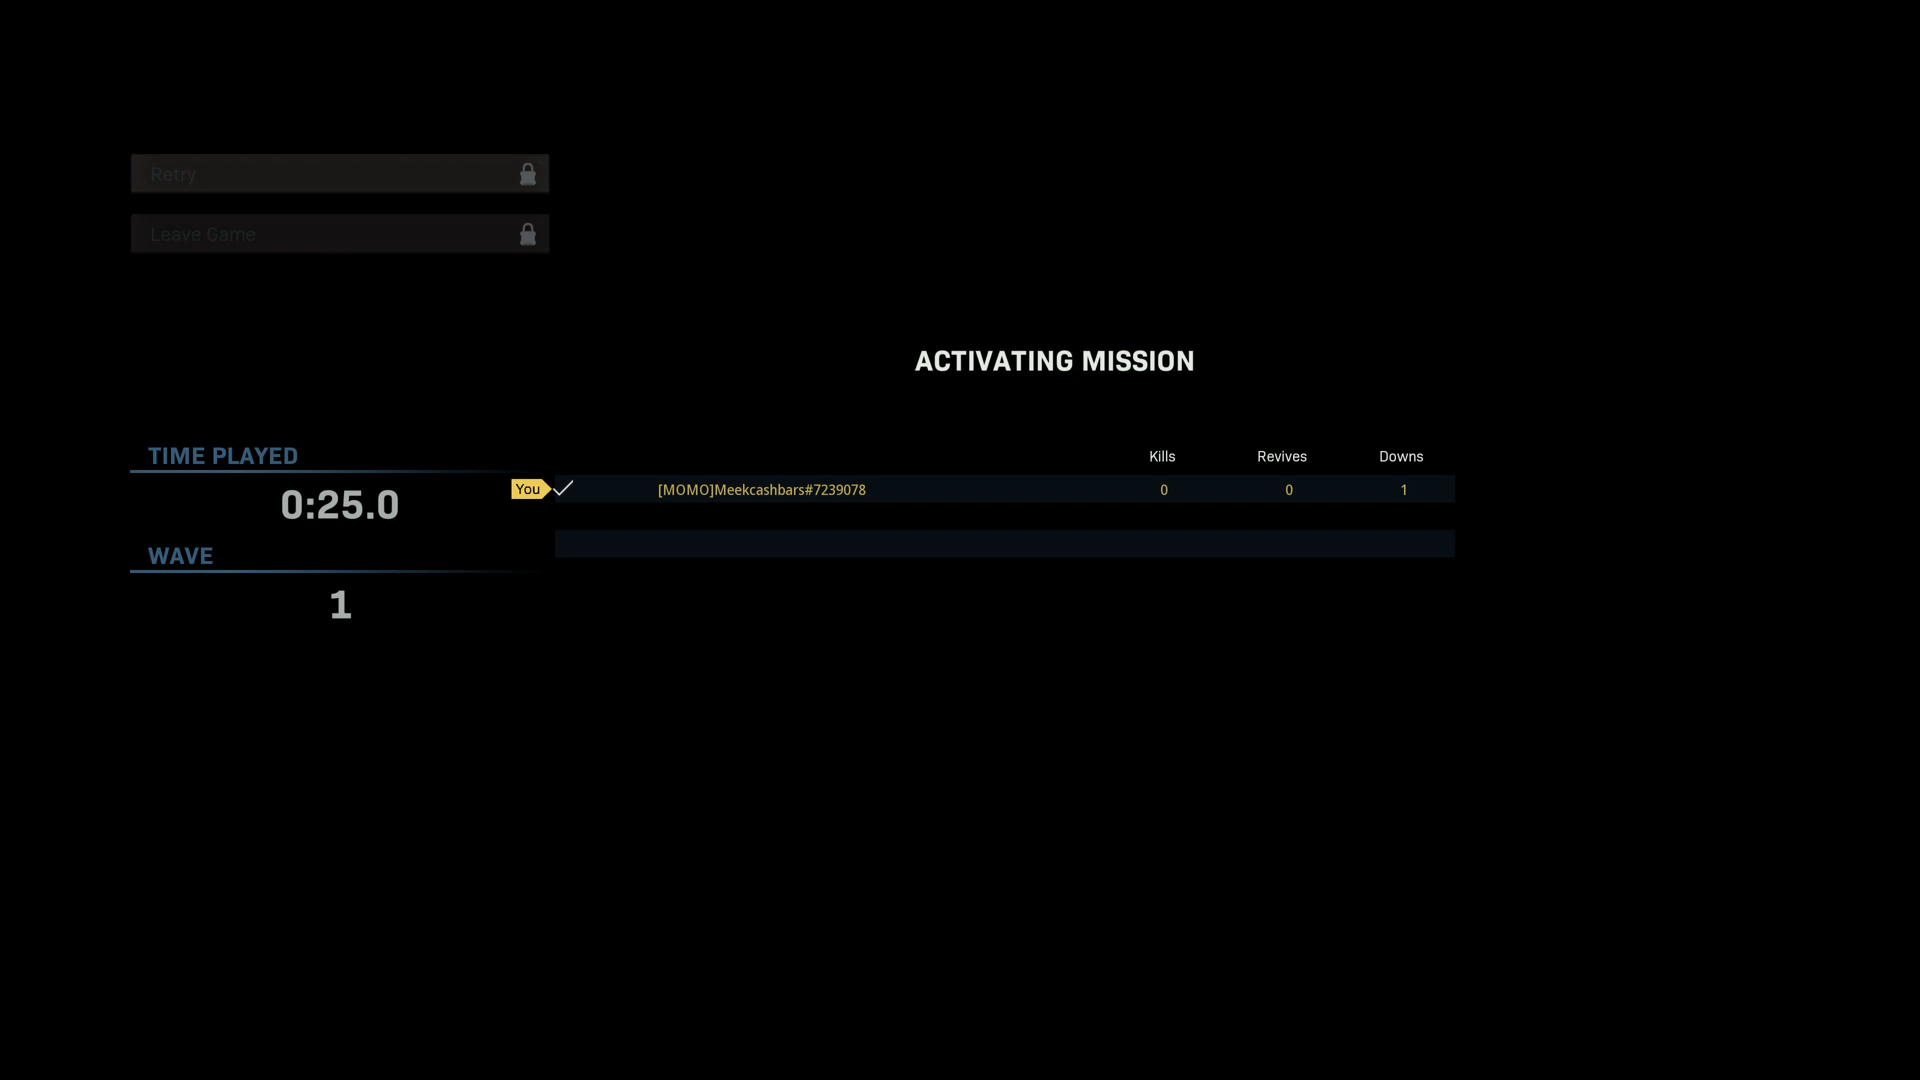 Retry
Leave Game
ACTIVATING MISSION
TIME PLAYED
0:25.0
WAVE
1
Kills Revives Downs
You [MOMO]Meekcashbars#7239078 0 0 1